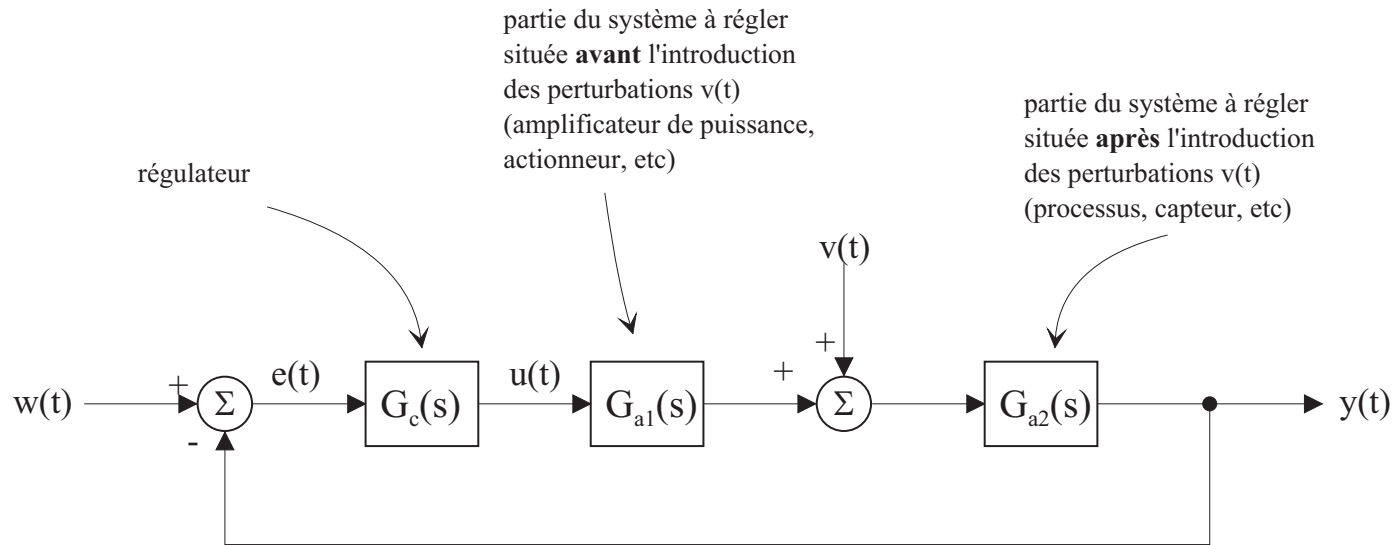 partie du système à régler
située avant l'introduction
des perturbations v(t)
(amplificateur de puissance,
actionneur, etc)
partie du système à régler
située après l'introduction
des perturbations v(t)
(processus, capteur, etc)
régulateur
v(t)
w(t)
+
-
Σ
e(t)
G_c(s)
u(t)
G_a1(s)
+
+
Σ
G_a2(s)
y(t)